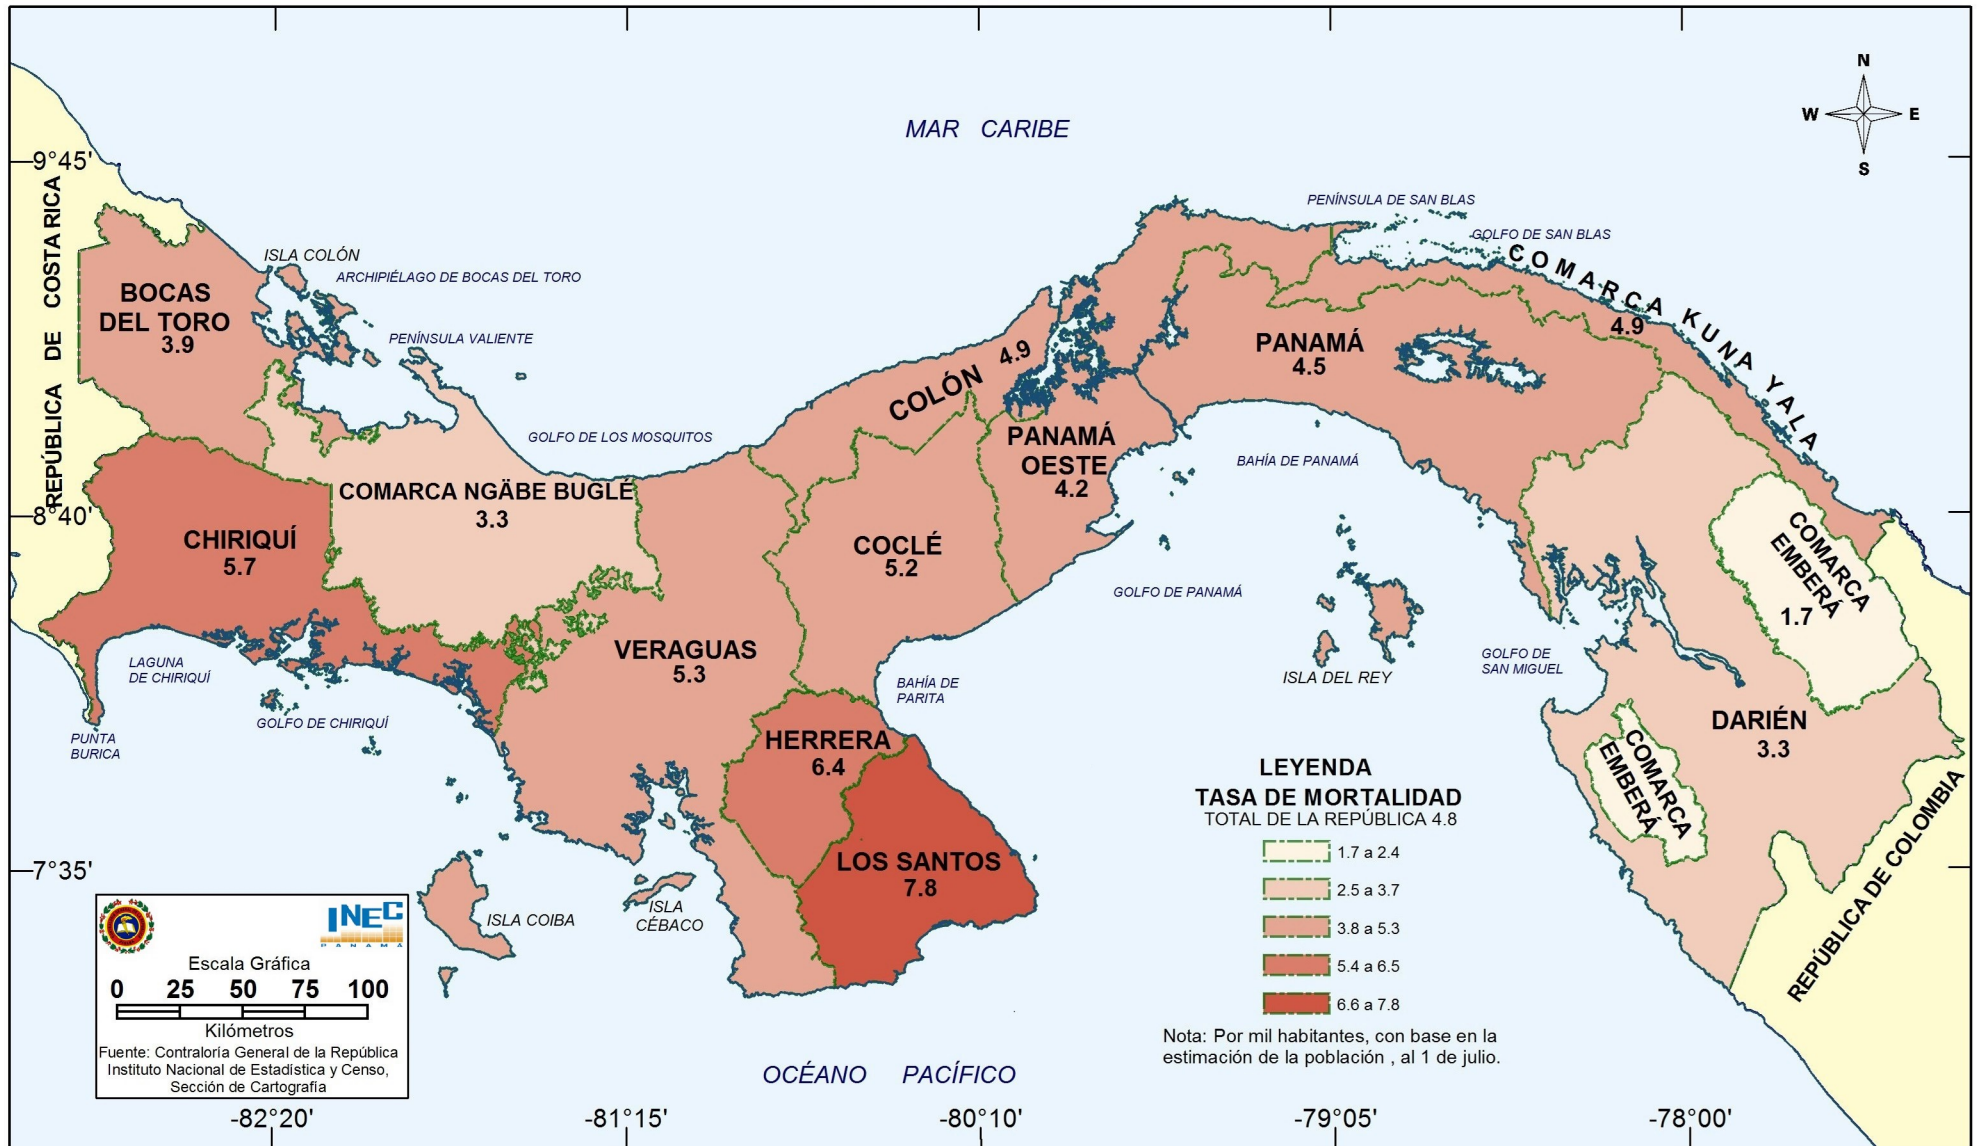 N
W E
S
MAR CARIBE
9°45'
8°40'
7°35'
REPÚBLICA DE COSTA RICA
BOCAS
DEL TORO
3.9
ISLA COLÓN
ARCHIPIÉLAGO DE BOCAS DEL TORO
PENÍNSULA VALIENTE
GOLFO DE LOS MOSQUITOS
PENÍNSULA DE SAN BLAS
GOLFO DE SAN BLAS
COMARCA KUNA YALA
4.9
COLÓN 4.9
PANAMÁ
4.5
PANAMÁ
OESTE
4.2
BAHÍA DE PANAMÁ
COMARCA NGÄBE BUGLÉ
3.3
CHIRIQUÍ
5.7
COCLÉ
5.2
GOLFO DE PANAMÁ
COMARCA
EMBERÁ
1.7
VERAGUAS
5.3
LAGUNA
DE CHIRIQUÍ
GOLFO DE CHIRIQUÍ
PUNTA
BURICA
BAHÍA DE
PARITA
ISLA DEL REY
GOLFO DE
SAN MIGUEL
DARIÉN
3.3
HERRERA
6.4
COMARCA
EMBERÁ
LOS SANTOS
7.8
ISLA COIBA
ISLA
CÉBACO
REPÚBLICA DE COLOMBIA
LEYENDA
TASA DE MORTALIDAD
TOTAL DE LA REPÚBLICA 4.8
1.7 a 2.4
2.5 a 3.7
3.8 a 5.3
5.4 a 6.5
6.6 a 7.8
Nota: Por mil habitantes, con base en la
estimación de la población , al 1 de julio.
INEC
PANAMÁ
Escala Gráfica
0 25 50 75 100
Kilómetros
Fuente: Contraloría General de la República
Instituto Nacional de Estadística y Censo,
Sección de Cartografía
OCÉANO PACÍFICO
-82°20' -81°15' -80°10' -79°05' -78°00'